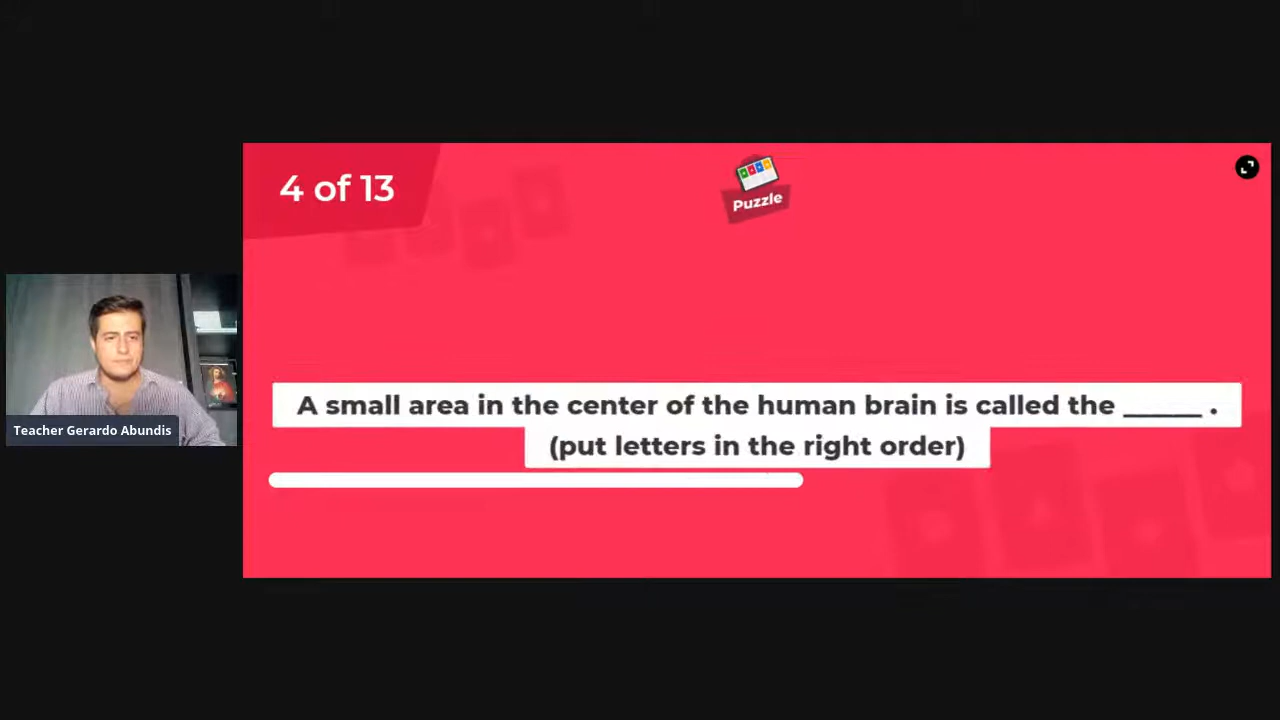 4 of 13
Puzzle
A small area in the center of the human brain is called the ______ .
(put letters in the right order)
Teacher Gerardo Abundis